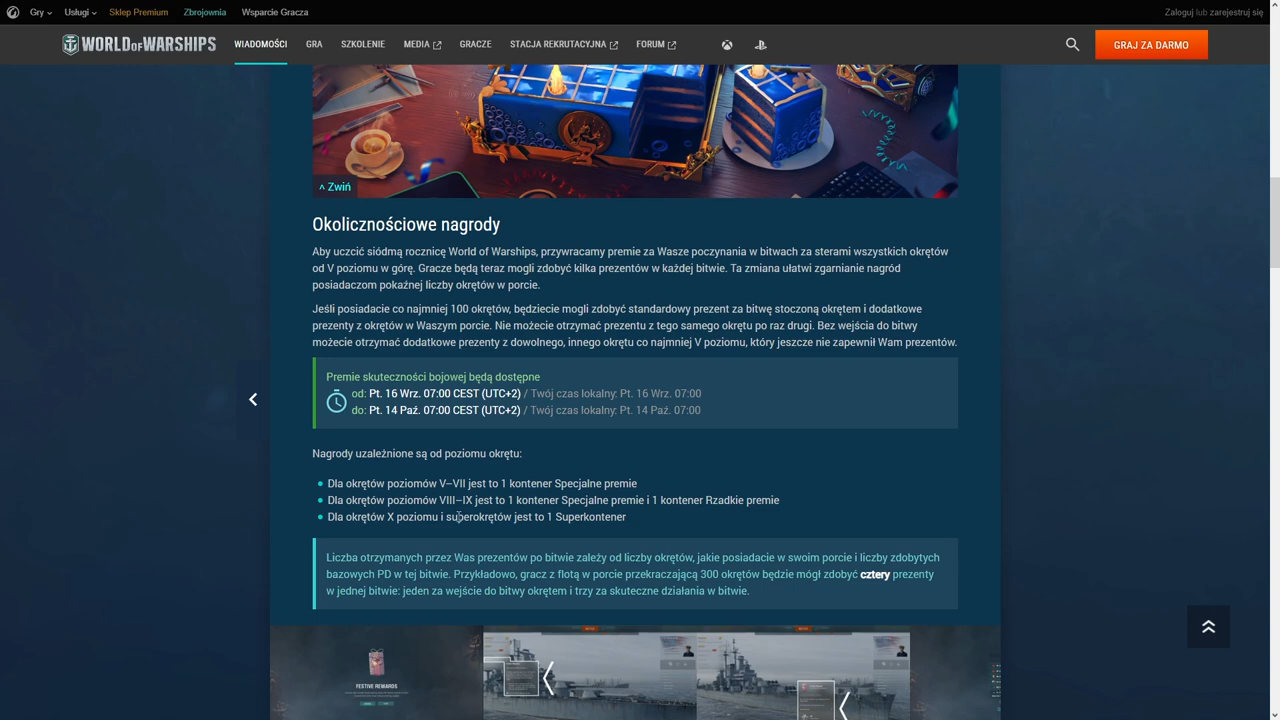 Gry
Usługi
Sklep Premium
Zbrojownia
Wsparcie Gracza
Zaloguj lub zarejestruj się
WORLD OF WARSHIPS
WIADOMOŚCI
GRA
SZKOLENIE
MEDIA
GRACZE
STACJA REKRUTACYJNA
FORUM
GRAJ ZA DARMO
^ Zwiń
Okolicznościowe nagrody
Aby uczcić siódmą rocznicę World of Warships, przywracamy premie za Wasze poczynania w bitwach za sterami wszystkich okrętów
od V poziomu w górę. Gracze będą teraz mogli zdobyć kilka prezentów w każdej bitwie. Ta zmiana ułatwi zgarnianie nagród
posiadaczom pokaźnej liczby okrętów w porcie.
Jeśli posiadacie co najmniej 100 okrętów, będziecie mogli zdobyć standardowy prezent za bitwę stoczoną okrętem i dodatkowe
prezenty z okrętów w Waszym porcie. Nie możecie otrzymać prezentu z tego samego okrętu po raz drugi. Bez wejścia do bitwy
możecie otrzymać dodatkowe prezenty z dowolnego, innego okrętu co najmniej V poziomu, który jeszcze nie zapewnił Wam prezentów.
Premie skuteczności bojowej będą dostępne
od: Pt. 16 Wrz. 07:00 CEST (UTC+2) / Twój czas lokalny: Pt. 16 Wrz. 07:00
do: Pt. 14 Paź. 07:00 CEST (UTC+2) / Twój czas lokalny: Pt. 14 Paź. 07:00
Nagrody uzależnione są od poziomu okrętu:
Dla okrętów poziomów V–VII jest to 1 kontener Specjalne premie
Dla okrętów poziomów VIII–IX jest to 1 kontener Specjalne premie i 1 kontener Rzadkie premie
Dla okrętów X poziomu i superokrętów jest to 1 Superkontener
Liczba otrzymanych przez Was prezentów po bitwie zależy od liczby okrętów, jakie posiadacie w swoim porcie i liczby zdobytych
bazowych PD w tej bitwie. Przykładowo, gracz z flotą w porcie przekraczającą 300 okrętów będzie mógł zdobyć cztery prezenty
w jednej bitwie: jeden za wejście do bitwy okrętem i trzy za skuteczne działania w bitwie.
FESTIVE REWARDS